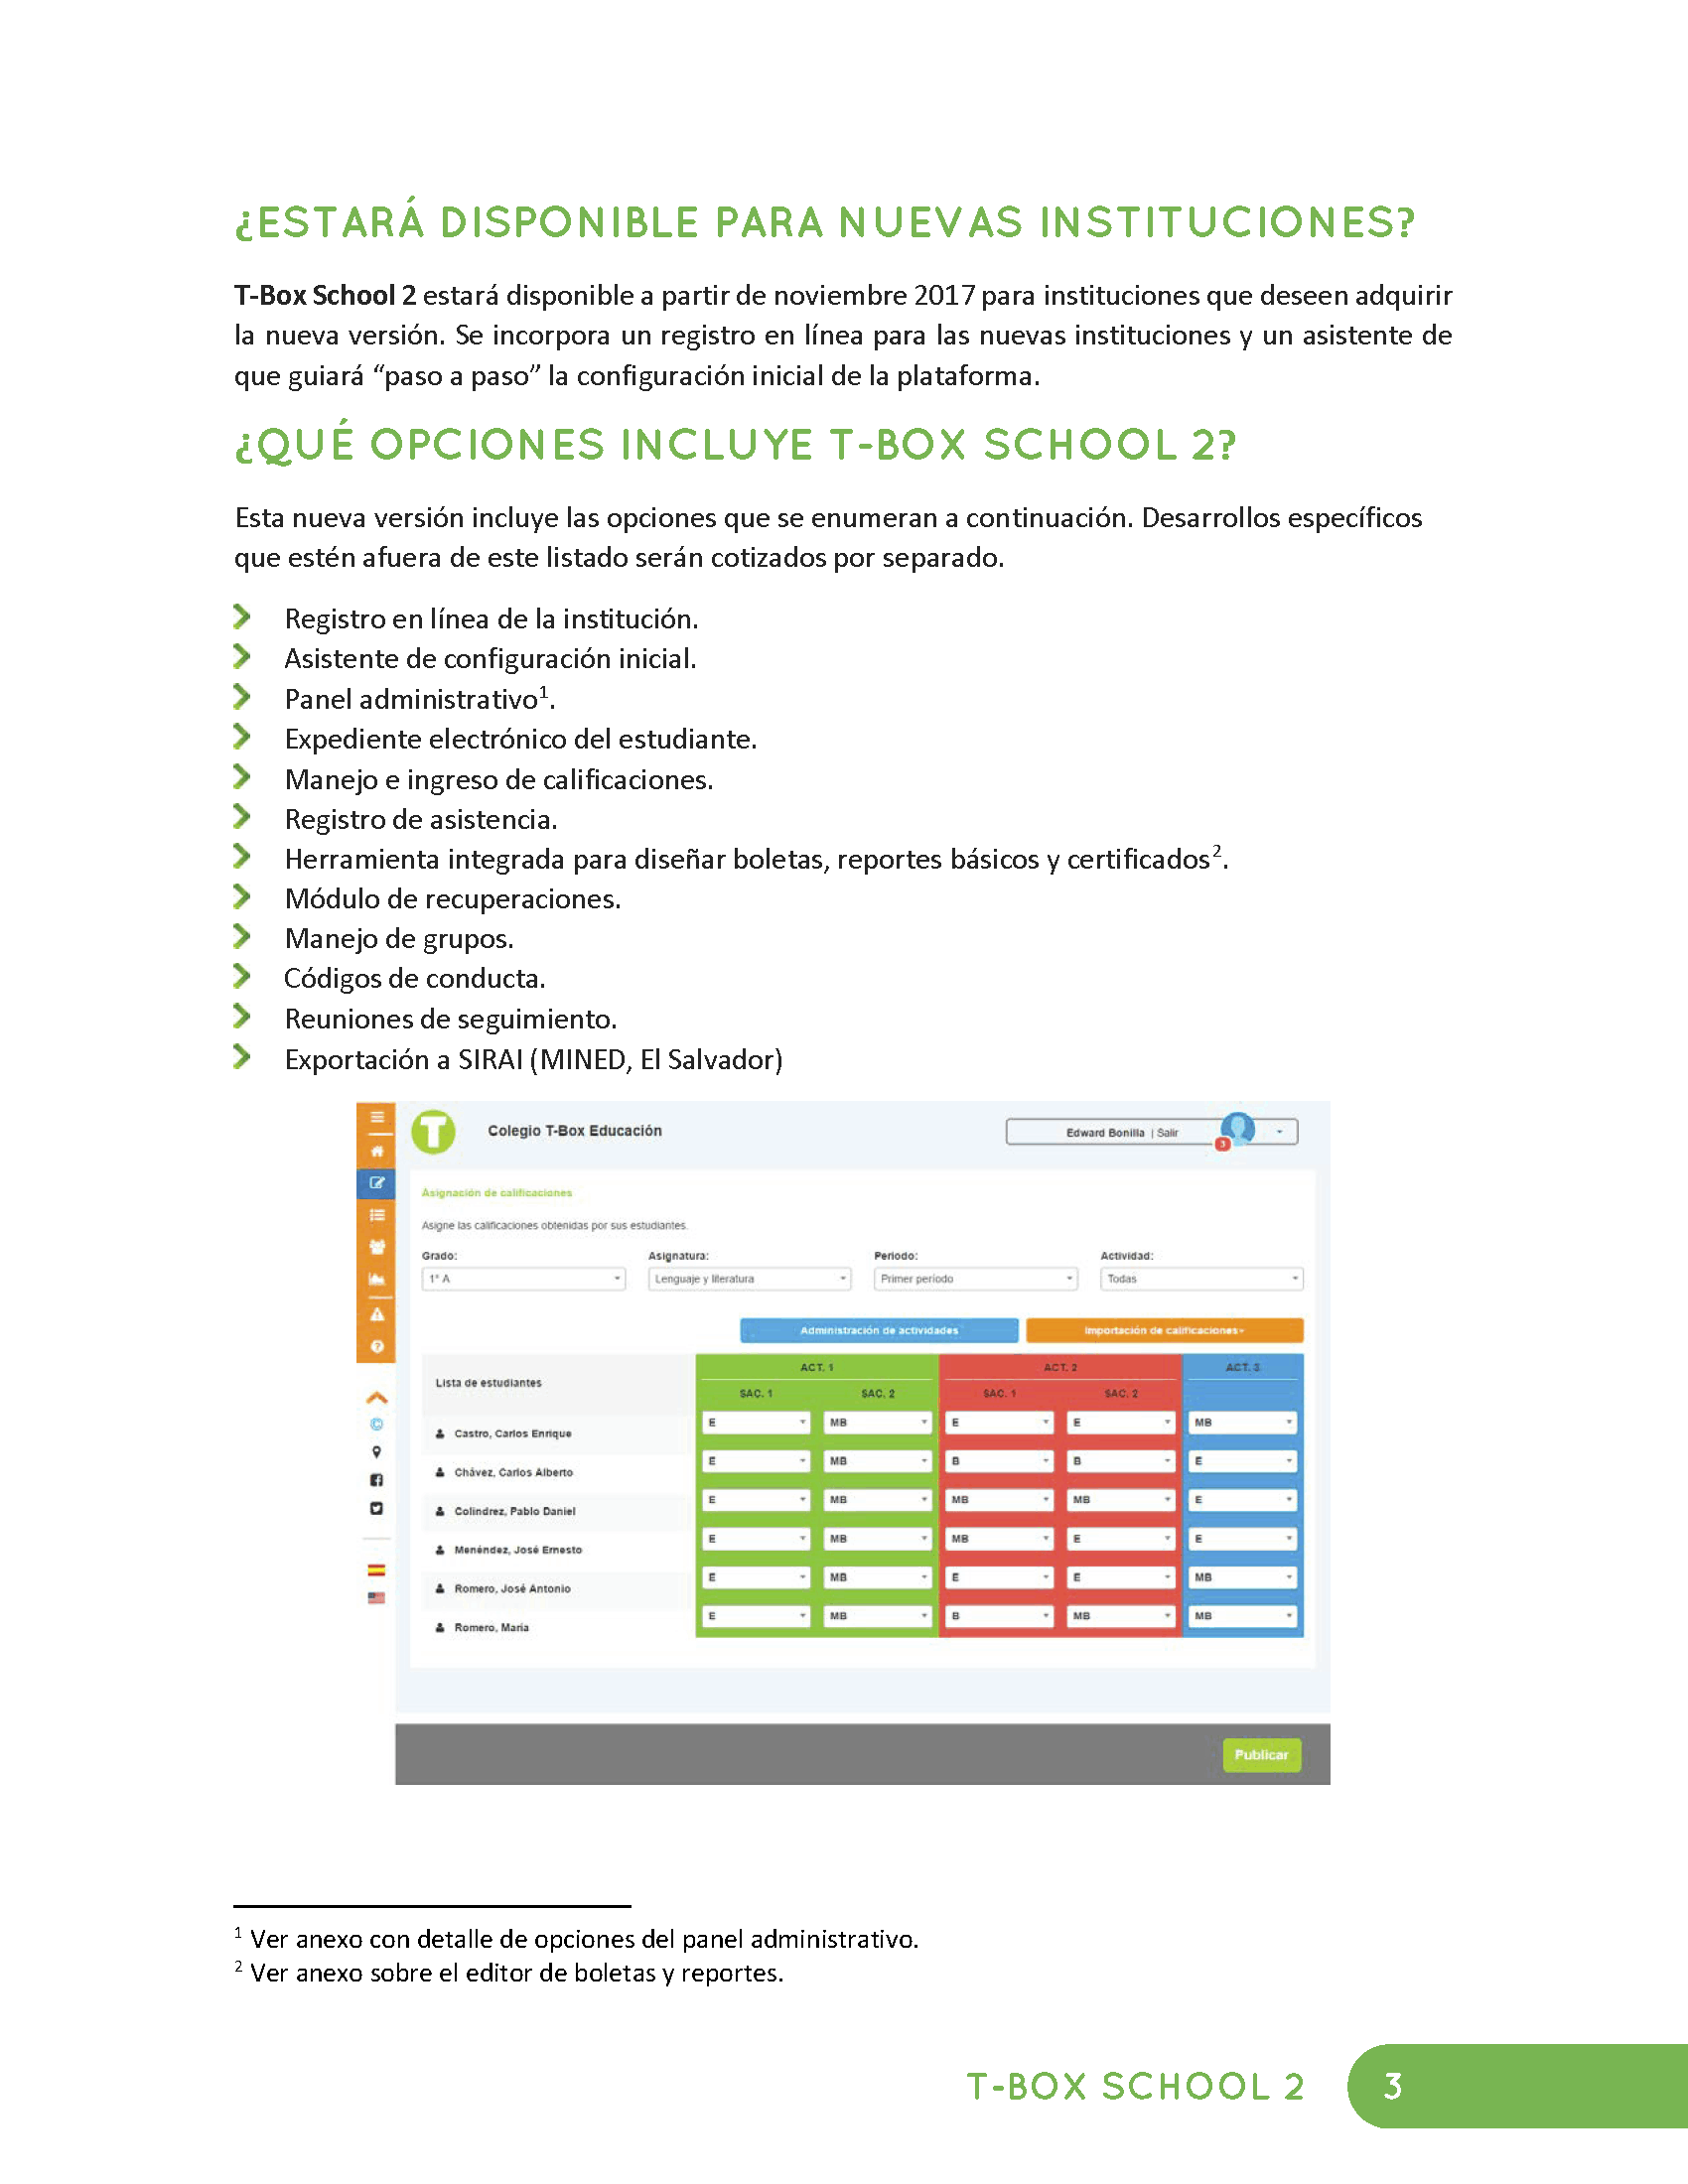 ¿ESTARÁ DISPONIBLE PARA NUEVAS INSTITUCIONES?
T-Box School 2 estará disponible a partir de noviembre 2017 para instituciones que deseen adquirir
la nueva versión. Se incorpora un registro en línea para las nuevas instituciones y un asistente de
que guiará “paso a paso” la configuración inicial de la plataforma.
¿QUÉ OPCIONES INCLUYE T-BOX SCHOOL 2?
Esta nueva versión incluye las opciones que se enumeran a continuación. Desarrollos específicos
que estén afuera de este listado serán cotizados por separado.
Registro en línea de la institución.
Asistente de configuración inicial.
Panel administrativo¹.
Expediente electrónico del estudiante.
Manejo e ingreso de calificaciones.
Registro de asistencia.
Herramienta integrada para diseñar boletas, reportes básicos y certificados².
Módulo de recuperaciones.
Manejo de grupos.
Códigos de conducta.
Reuniones de seguimiento.
Exportación a SIRAI (MINED, El Salvador)
T Colegio T-Box Educación Edward Bonilla | Salir 3
Asignación de calificaciones
Asigne las calificaciones obtenidas por sus estudiantes.
Grado: Asignatura: Periodo: Actividad:
1° A Lenguaje y literatura Primer periodo Todas
Administración de actividades Importación de calificaciones
Lista de estudiantes ACT. 1 ACT. 2 ACT. 3
SAC. 1 SAC. 2 SAC. 1 SAC. 2
Castro, Carlos Enrique E MB E E MB
Chávez, Carlos Alberto E MB B B E
Colindrez, Pablo Daniel E MB MB MB E
Menéndez, José Ernesto E MB MB E E
Romero, José Antonio E MB E E MB
Romero, María E MB B MB MB
Publicar
¹ Ver anexo con detalle de opciones del panel administrativo.
² Ver anexo sobre el editor de boletas y reportes.
T-BOX SCHOOL 2 3